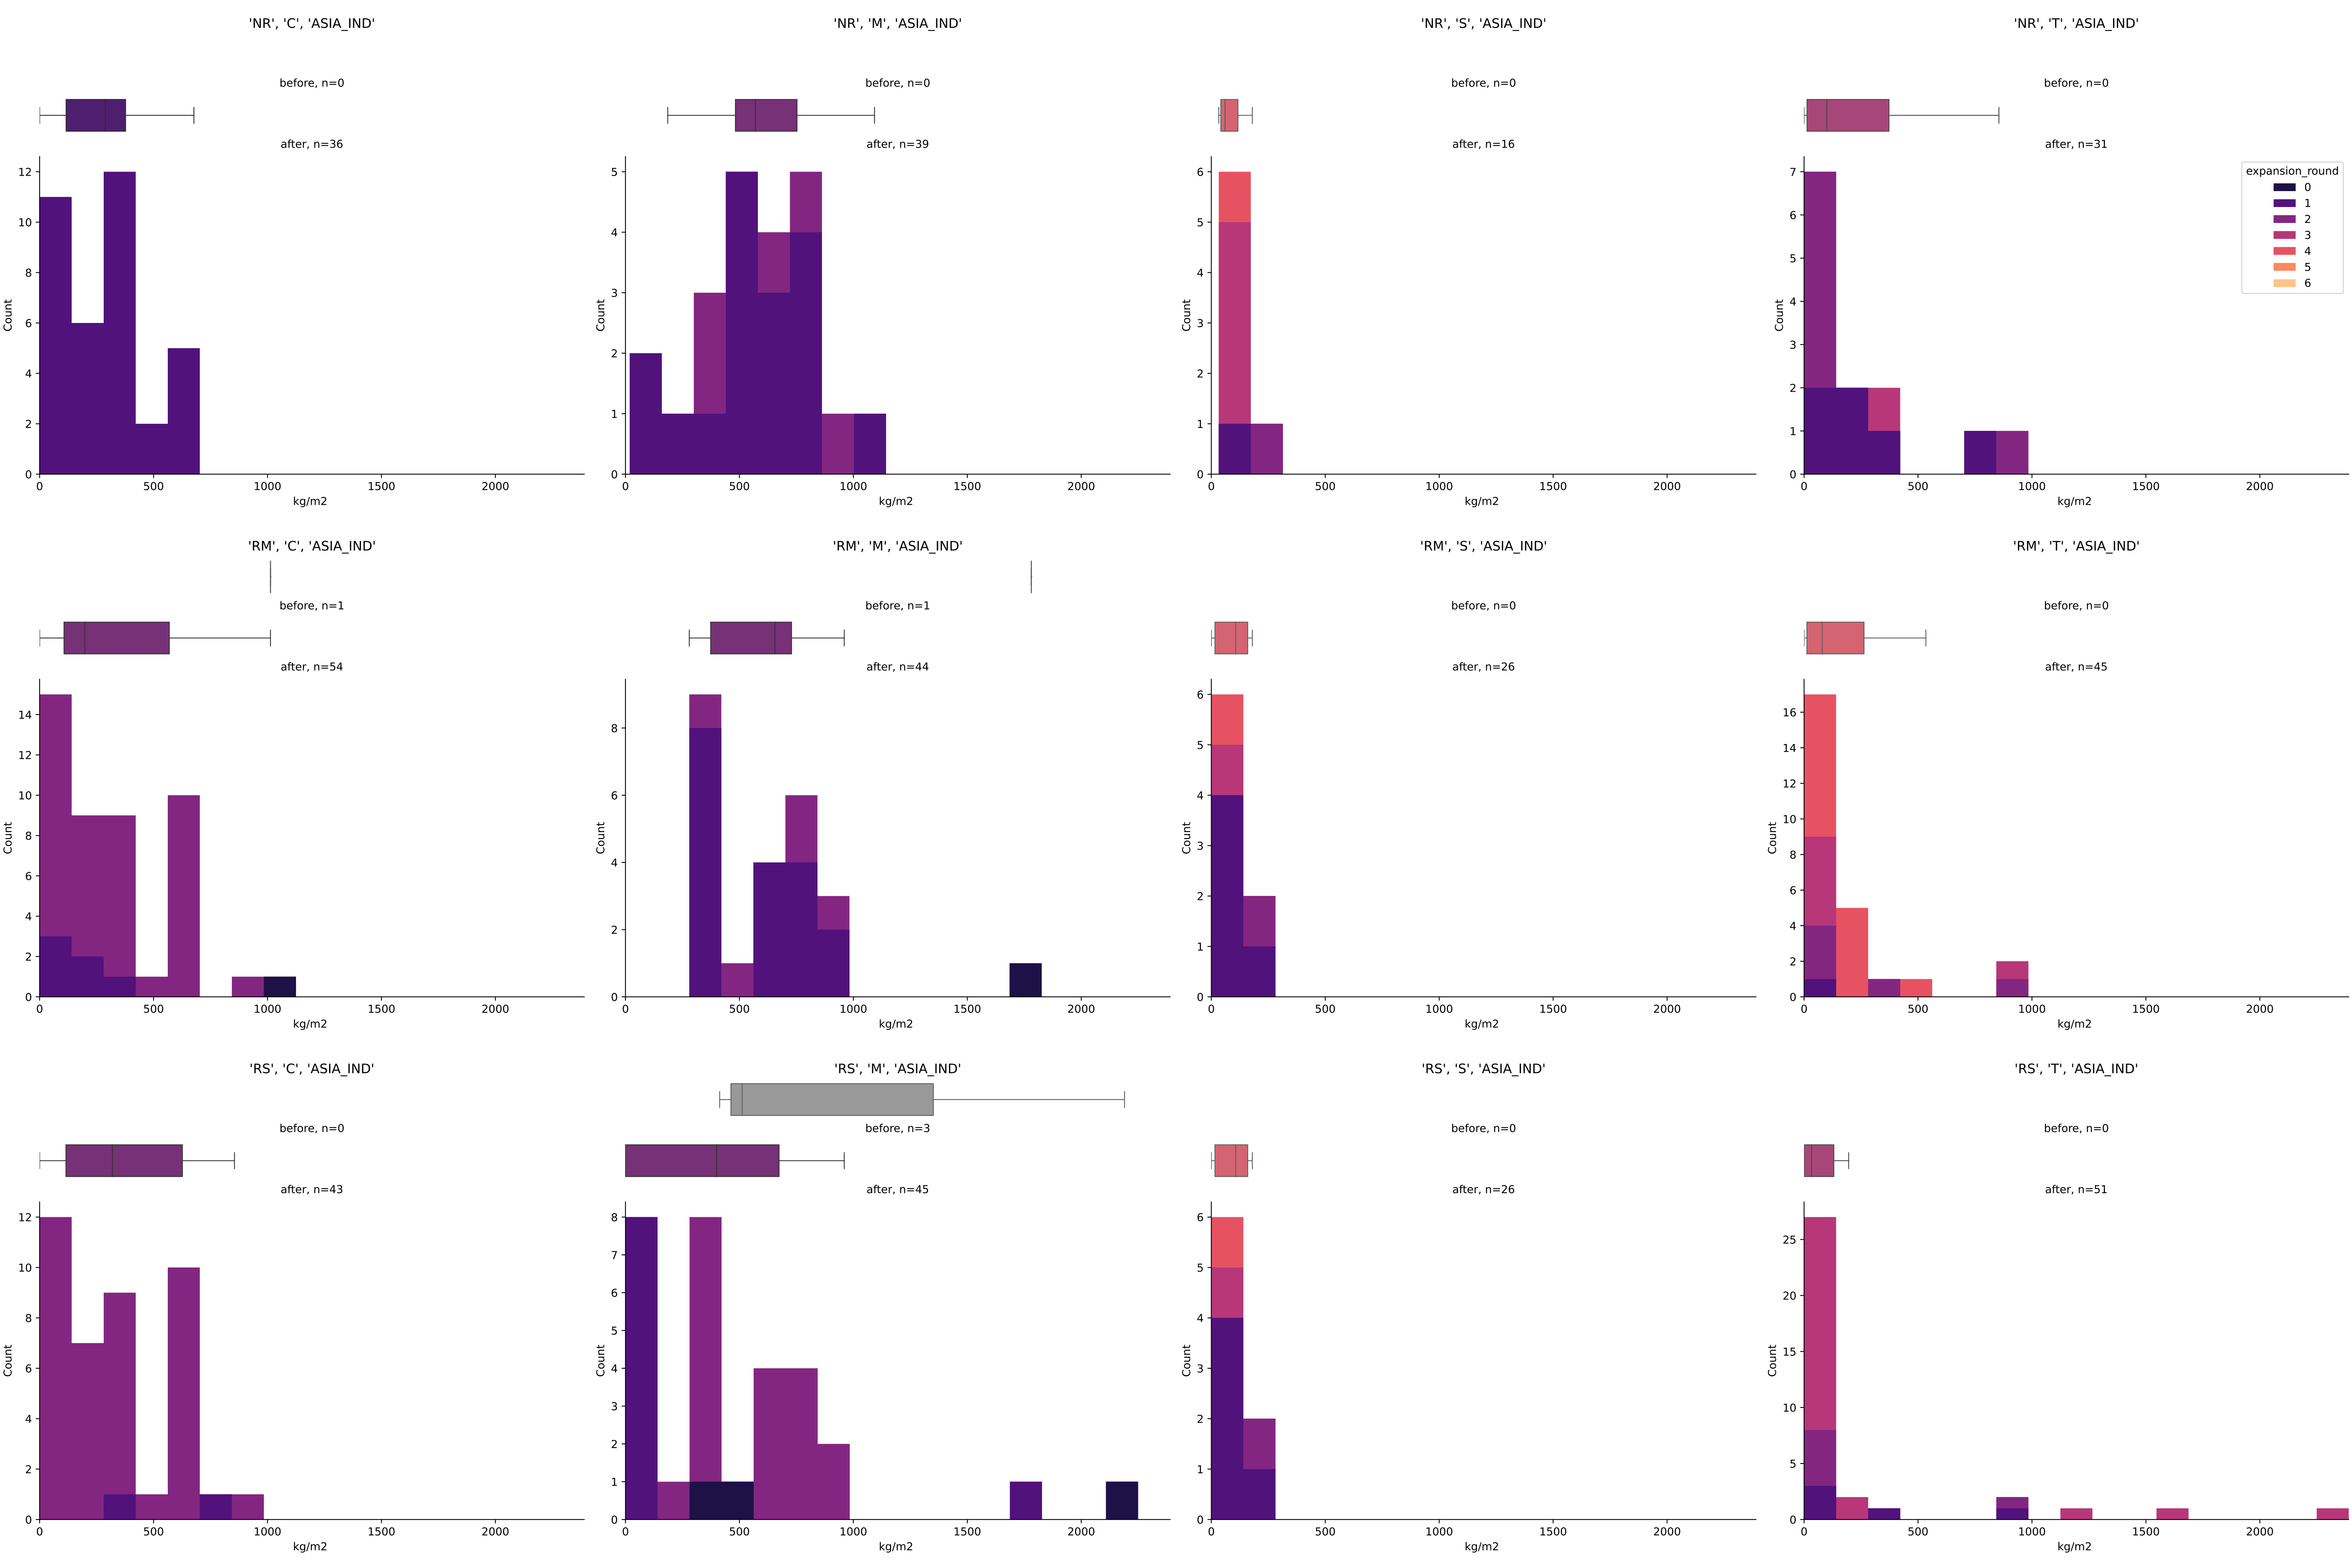 'NR', 'C', 'ASIA_IND'
before, n=0
after, n=36
12
10
8
6
4
2
0
Count
0 500 1000 1500 2000
kg/m2
'NR', 'M', 'ASIA_IND'
before, n=0
after, n=39
5
4
3
2
1
0
Count
0 500 1000 1500 2000
kg/m2
'NR', 'S', 'ASIA_IND'
before, n=0
after, n=16
6
5
4
3
2
1
0
Count
0 500 1000 1500 2000
kg/m2
'NR', 'T', 'ASIA_IND'
before, n=0
after, n=31
7
6
5
4
3
2
1
0
Count
0 500 1000 1500 2000
kg/m2
expansion_round
0
1
2
3
4
5
6
'RM', 'C', 'ASIA_IND'
before, n=1
after, n=54
14
12
10
8
6
4
2
0
Count
0 500 1000 1500 2000
kg/m2
'RM', 'M', 'ASIA_IND'
before, n=1
after, n=44
8
6
4
2
0
Count
0 500 1000 1500 2000
kg/m2
'RM', 'S', 'ASIA_IND'
before, n=0
after, n=26
6
5
4
3
2
1
0
Count
0 500 1000 1500 2000
kg/m2
'RM', 'T', 'ASIA_IND'
before, n=0
after, n=45
16
14
12
10
8
6
4
2
0
Count
0 500 1000 1500 2000
kg/m2
'RS', 'C', 'ASIA_IND'
before, n=0
after, n=43
12
10
8
6
4
2
0
Count
0 500 1000 1500 2000
kg/m2
'RS', 'M', 'ASIA_IND'
before, n=3
after, n=45
8
7
6
5
4
3
2
1
0
Count
0 500 1000 1500 2000
kg/m2
'RS', 'S', 'ASIA_IND'
before, n=0
after, n=26
6
5
4
3
2
1
0
Count
0 500 1000 1500 2000
kg/m2
'RS', 'T', 'ASIA_IND'
before, n=0
after, n=51
25
20
15
10
5
0
Count
0 500 1000 1500 2000
kg/m2